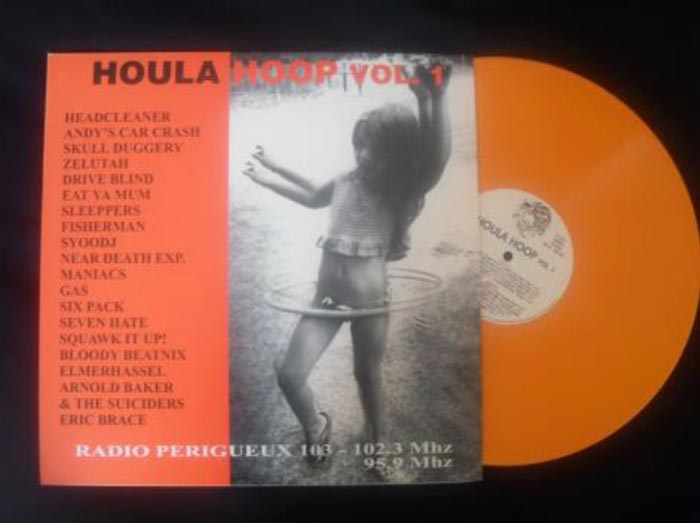 HOULA HOOP VOL. 1
HEADCLEANER
ANDY'S CAR CRASH
SKULL DUGGERY
ZELUTAH
DRIVE BLIND
EAT YA MUM
SLEEPPERS
FISHERMAN
SYOODJ
NEAR DEATH EXP.
MANIACS
GAS
SIX PACK
SEVEN HATE
SQUAWK IT UP!
BLOODY BEATNIX
ELMERHASSEL
ARNOLD BAKER
& THE SUICIDERS
ERIC BRACE
RADIO PERIGUEUX 103 - 102.3 Mhz
95.9 Mhz
HOULA HOOP VOL. 1